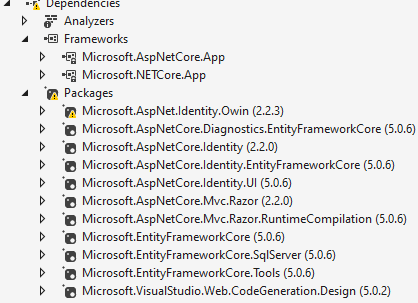 Dependencies
Analyzers
Frameworks
Microsoft.AspNetCore.App
Microsoft.NETCore.App
Packages
Microsoft.AspNet.Identity.Owin (2.2.3)
Microsoft.AspNetCore.Diagnostics.EntityFrameworkCore (5.0.6)
Microsoft.AspNetCore.Identity (2.2.0)
Microsoft.AspNetCore.Identity.EntityFrameworkCore (5.0.6)
Microsoft.AspNetCore.Identity.UI (5.0.6)
Microsoft.AspNetCore.Mvc.Razor (2.2.0)
Microsoft.AspNetCore.Mvc.Razor.RuntimeCompilation (5.0.6)
Microsoft.EntityFrameworkCore (5.0.6)
Microsoft.EntityFrameworkCore.SqlServer (5.0.6)
Microsoft.EntityFrameworkCore.Tools (5.0.6)
Microsoft.VisualStudio.Web.CodeGeneration.Design (5.0.2)